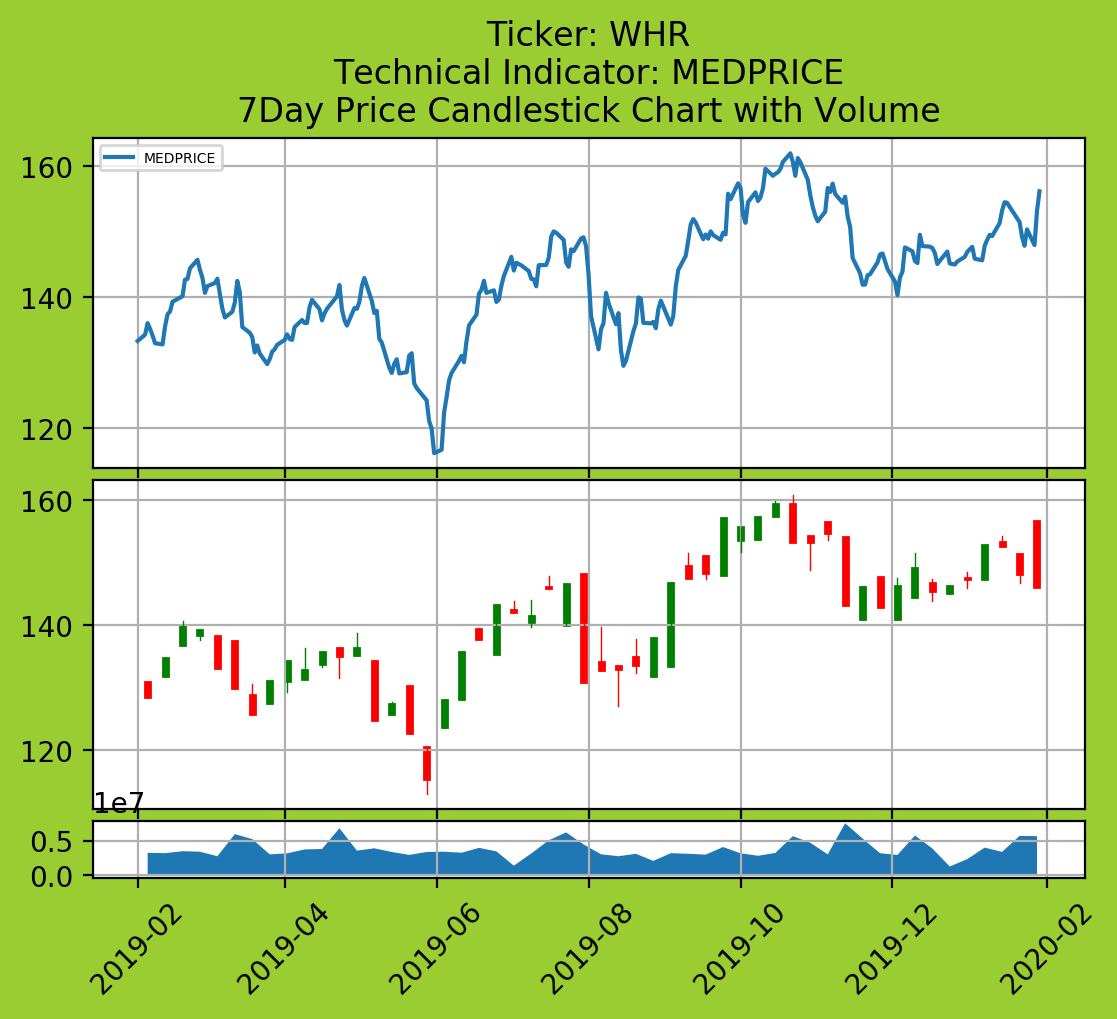 Ticker: WHR
Technical Indicator: MEDPRICE
7Day Price Candlestick Chart with Volume
MEDPRICE
160
140
120
160
140
120
1e7
0.5
0.0
2019-02 2019-04 2019-06 2019-08 2019-10 2019-12 2020-02